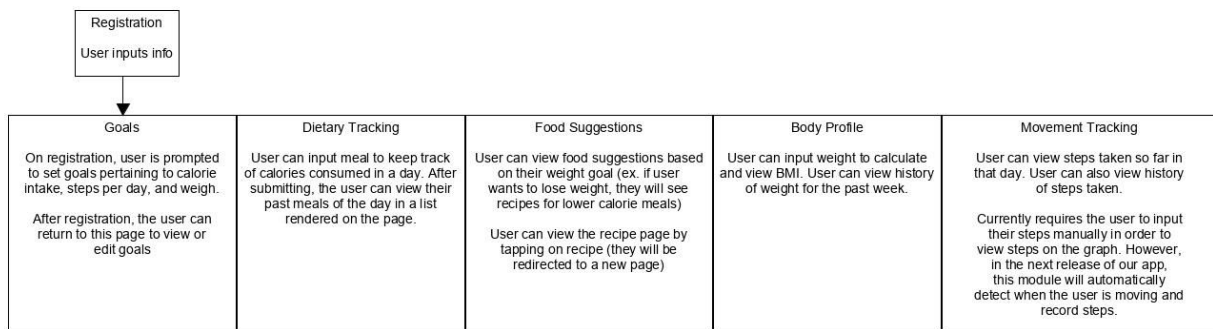 Registration
User inputs info
Goals
On registration, user is prompted
to set goals pertaining to calorie
intake, steps per day, and weigh.
After registration, the user can
return to this page to view or
edit goals
Dietary Tracking
User can input meal to keep track
of calories consumed in a day. After
submitting, the user can view their
past meals of the day in a list
rendered on the page.
Food Suggestions
User can view food suggestions based
on their weight goal (ex. if user
wants to lose weight, they will see
recipes for lower calorie meals)
User can view the recipe page by
tapping on recipe (they will be
redirected to a new page)
Body Profile
User can input weight to calculate
and view BMI. User can view history
of weight for the past week.
Movement Tracking
User can view steps taken so far in
that day. User can also view history
of steps taken.
Currently requires the user to input
their steps manually in order to
view steps on the graph. However,
in the next release of our app,
this module will automatically
detect when the user is moving and
record steps.